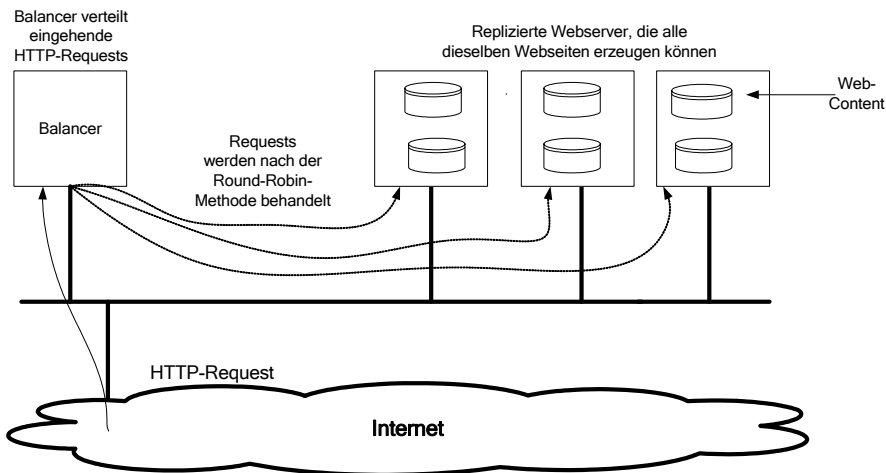 Balancer verteilt
eingehende
HTTP-Requests
Replizierte Webserver, die alle
dieselben Webseiten erzeugen können
Web-
Content
Balancer
Requests
werden nach der
Round-Robin-
Methode behandelt
HTTP-Request
Internet